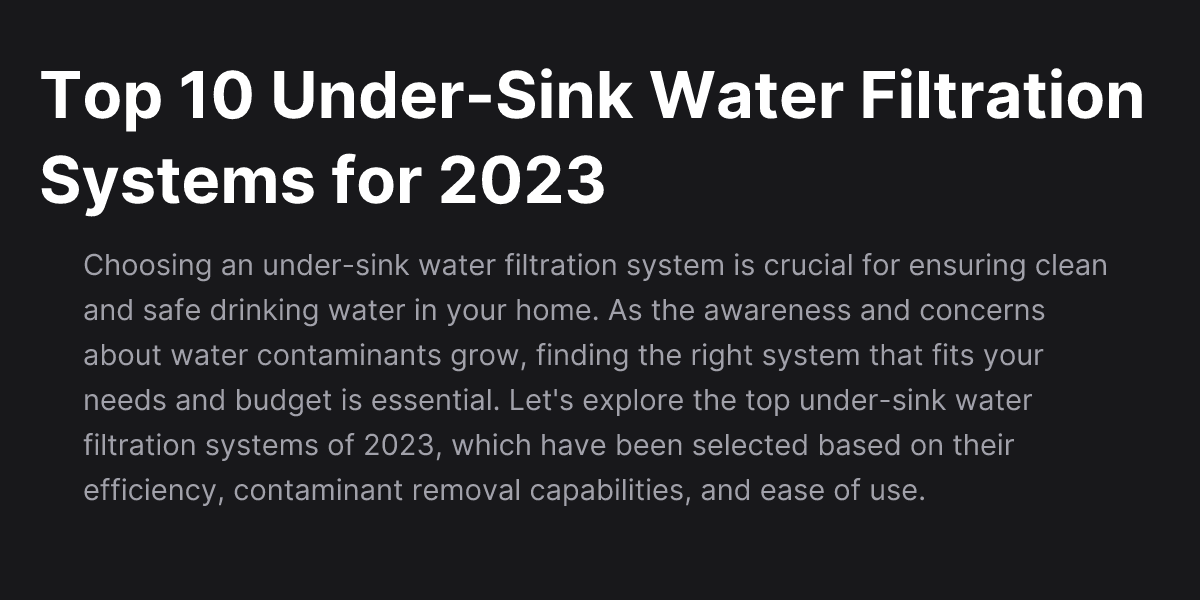 Top 10 Under-Sink Water Filtration
Systems for 2023
Choosing an under-sink water filtration system is crucial for ensuring clean
and safe drinking water in your home. As the awareness and concerns
about water contaminants grow, finding the right system that fits your
needs and budget is essential. Let's explore the top under-sink water
filtration systems of 2023, which have been selected based on their
efficiency, contaminant removal capabilities, and ease of use.